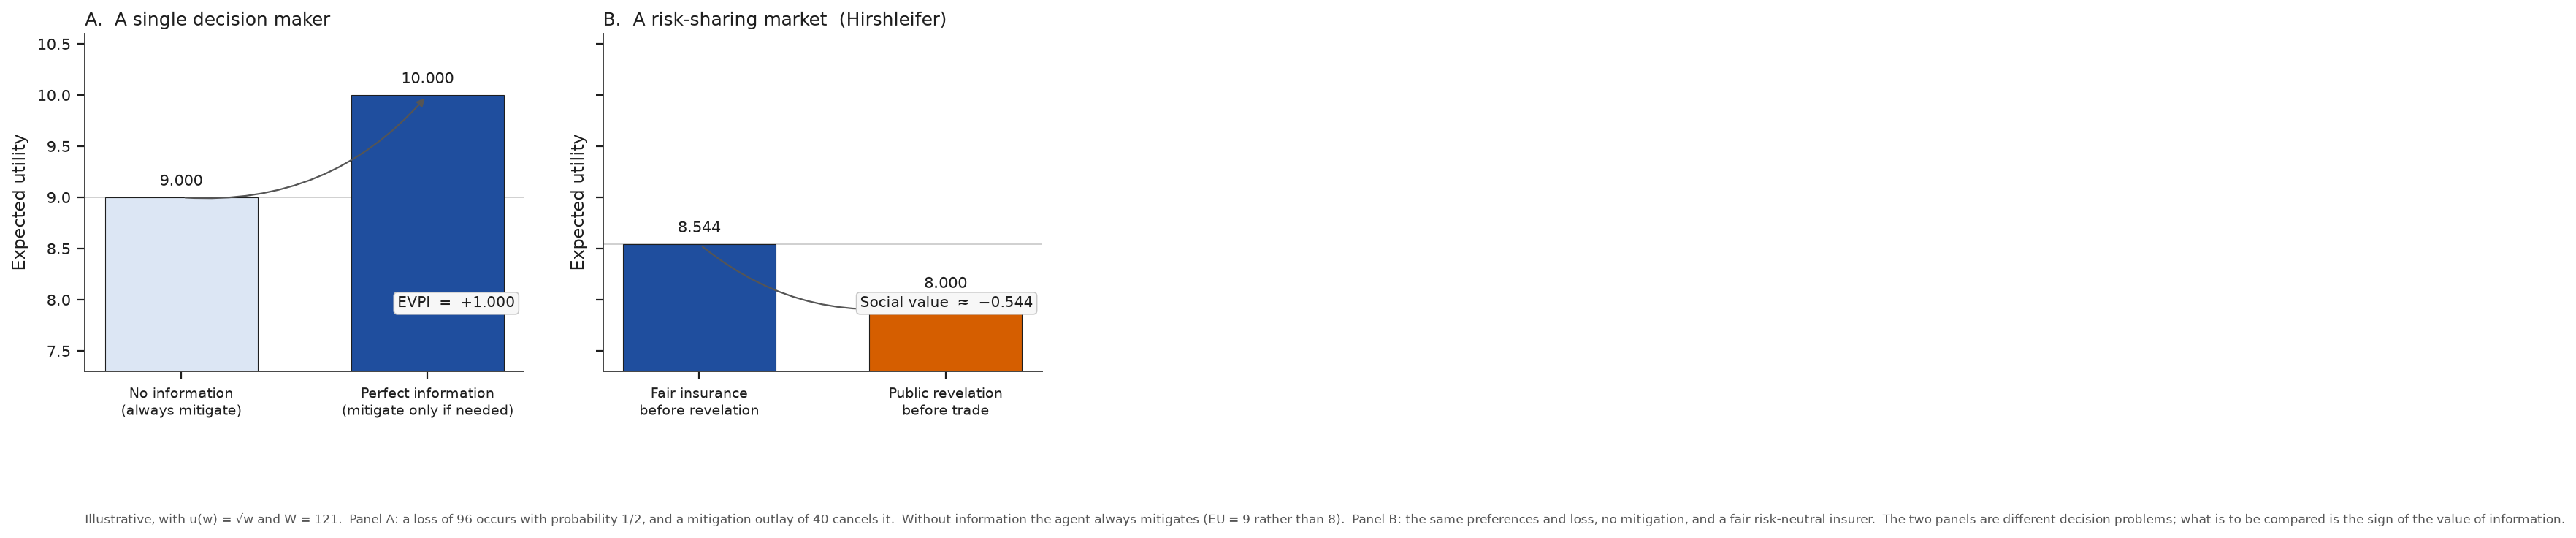 A.  A single decision maker
Expected utility
10.5
10.0
9.5
9.0
8.5
8.0
7.5
9.000
10.000
EVPI  =  +1.000
No information
(always mitigate)
Perfect information
(mitigate only if needed)
B.  A risk-sharing market  (Hirshleifer)
Expected utility
8.544
8.000
Social value  ≈  −0.544
Fair insurance
before revelation
Public revelation
before trade
Illustrative, with u(w) = √w and W = 121.  Panel A: a loss of 96 occurs with probability 1/2, and a mitigation outlay of 40 cancels it.  Without information the agent always mitigates (EU = 9 rather than 8).  Panel B: the same preferences and loss, no mitigation, and a fair risk-neutral insurer.  The two panels are different decision problems; what is to be compared is the sign of the value of information.